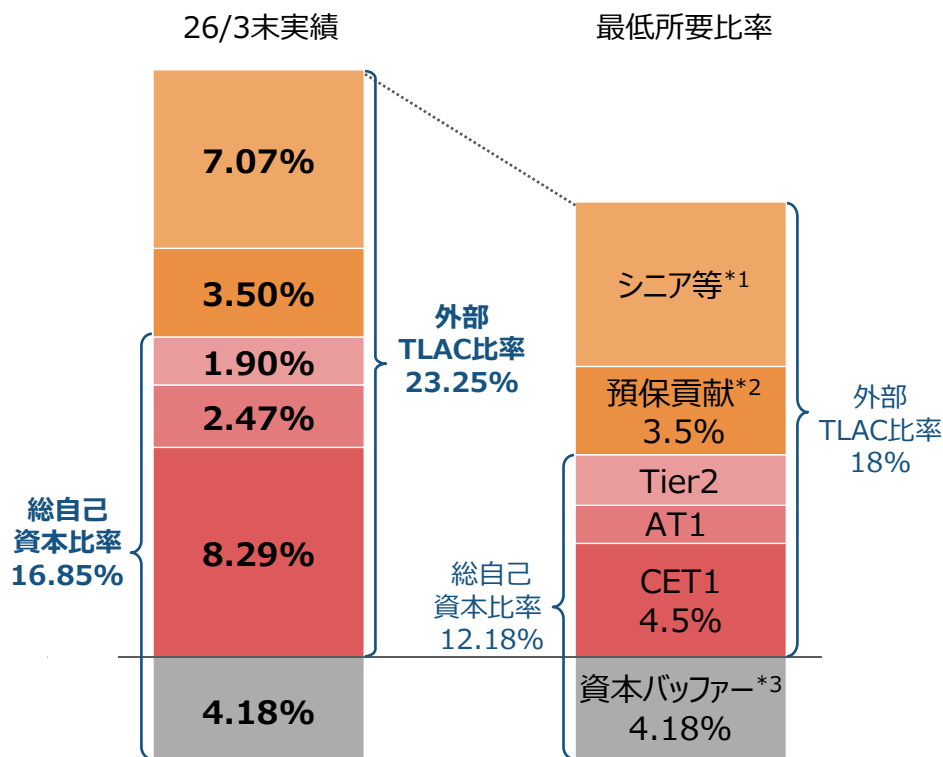 26/3末実績
7.07%
3.50%
1.90%
2.47%
8.29%
4.18%
外部
TLAC比率
23.25%
総自己
資本比率
16.85%
最低所要比率
シニア等*1
預保貢献*2
3.5%
Tier2
AT1
CET1
4.5%
資本バッファー*3
4.18%
外部
TLAC比率
18%
総自己
資本比率
12.18%